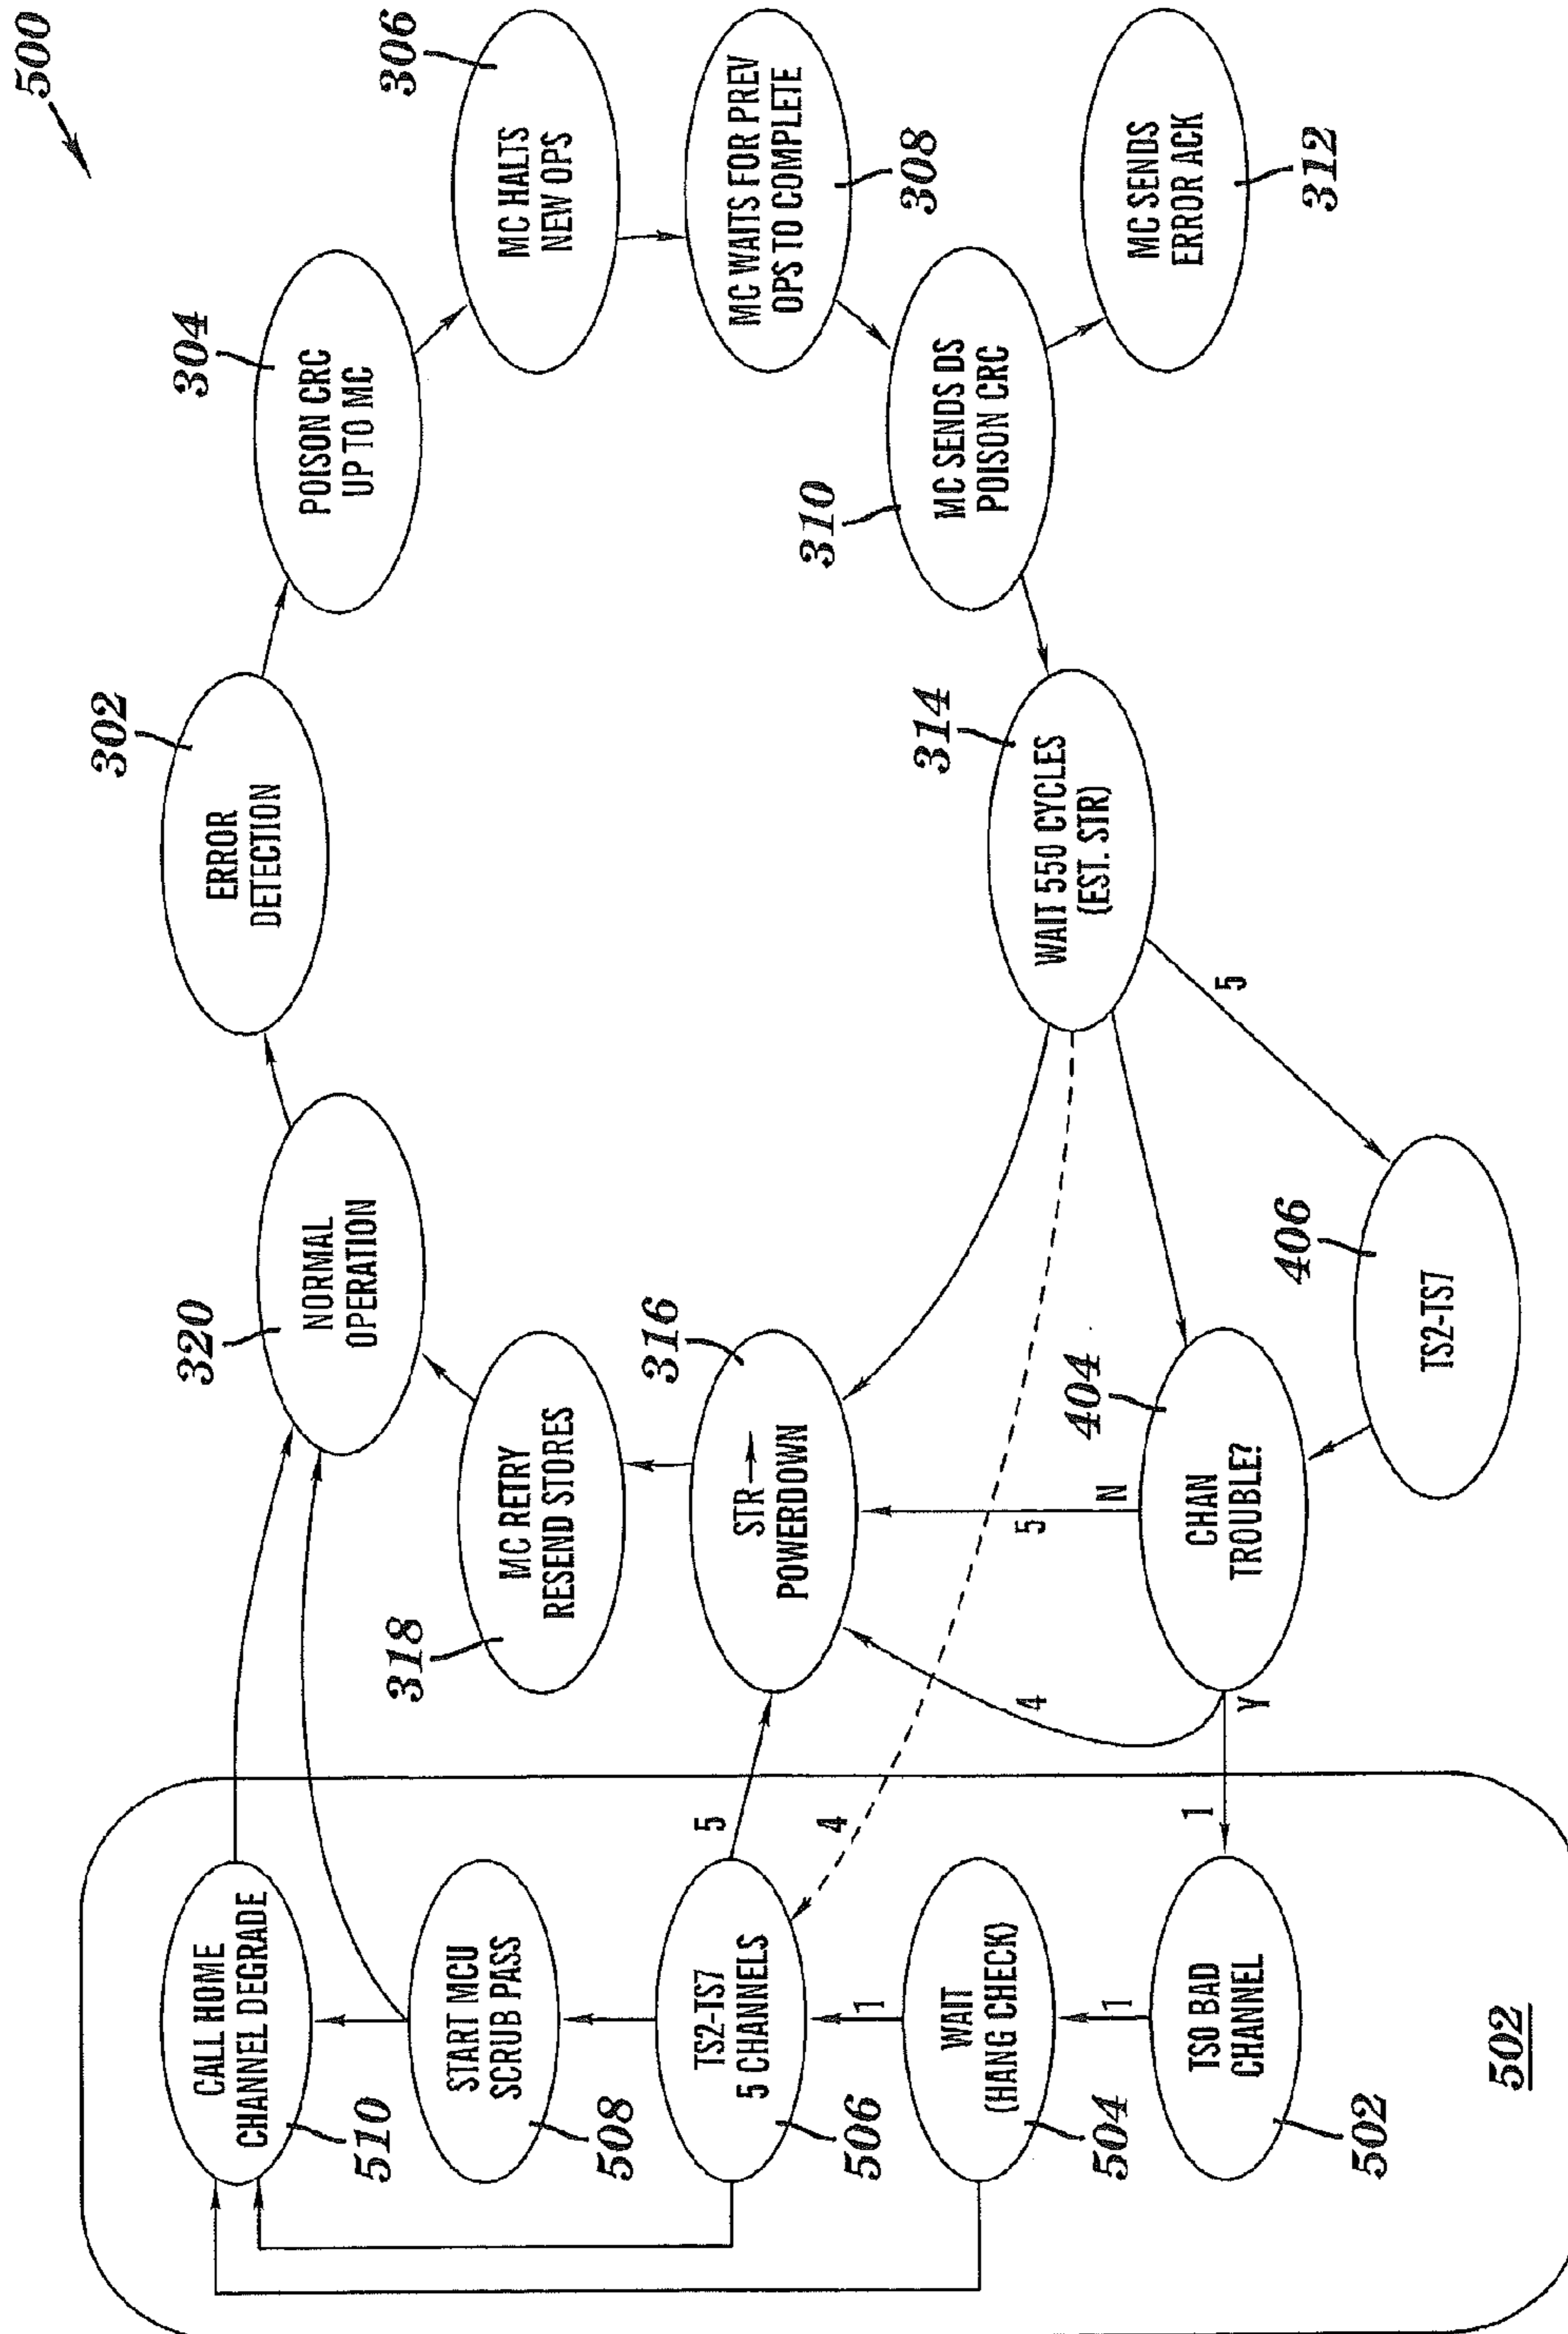 500
302
ERROR
DETECTION
304
POISON CRC
UP TO MC
306
MC HALTS
NEW OPS
MC WAITS FOR PREV
OPS TO COMPLETE
308
310
MC SENDS DS
POISON CRC
MC SENDS
ERROR ACK
312
314
WAIT 550 CYCLES
(EST. STR)
5
406
TS2-TS7
404
CHAN
TROUBLE?
N
5
4
Y
1
316
STR →
POWERDOWN
318
MC RETRY
RESEND STORES
320
NORMAL
OPERATION
CALL HOME
CHANNEL DEGRADE
510
START MCU
SCRUB PASS
508
TS2-TS7
5 CHANNELS
506
5
4
1
WAIT
(HANG CHECK)
504
1
TS0 BAD
CHANNEL
502
502